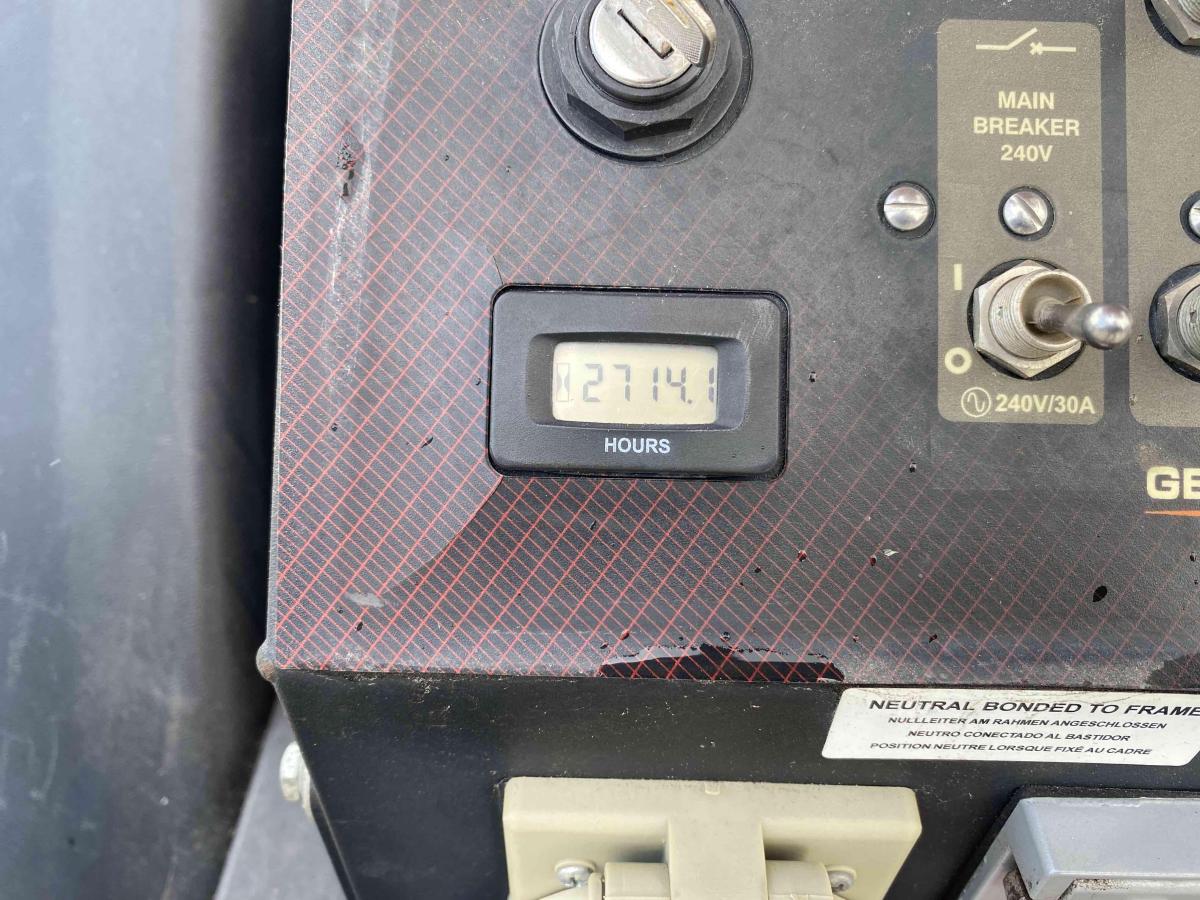 MAIN
BREAKER
240V
I
O
240V/30A
2714.1
HOURS
GE
NEUTRAL BONDED TO FRAME
NULLLEITER AM RAHMEN ANGESCHLOSSEN
NEUTRO CONECTADO AL BASTIDOR
POSITION NEUTRE LORSQUE FIXÉ AU CADRE